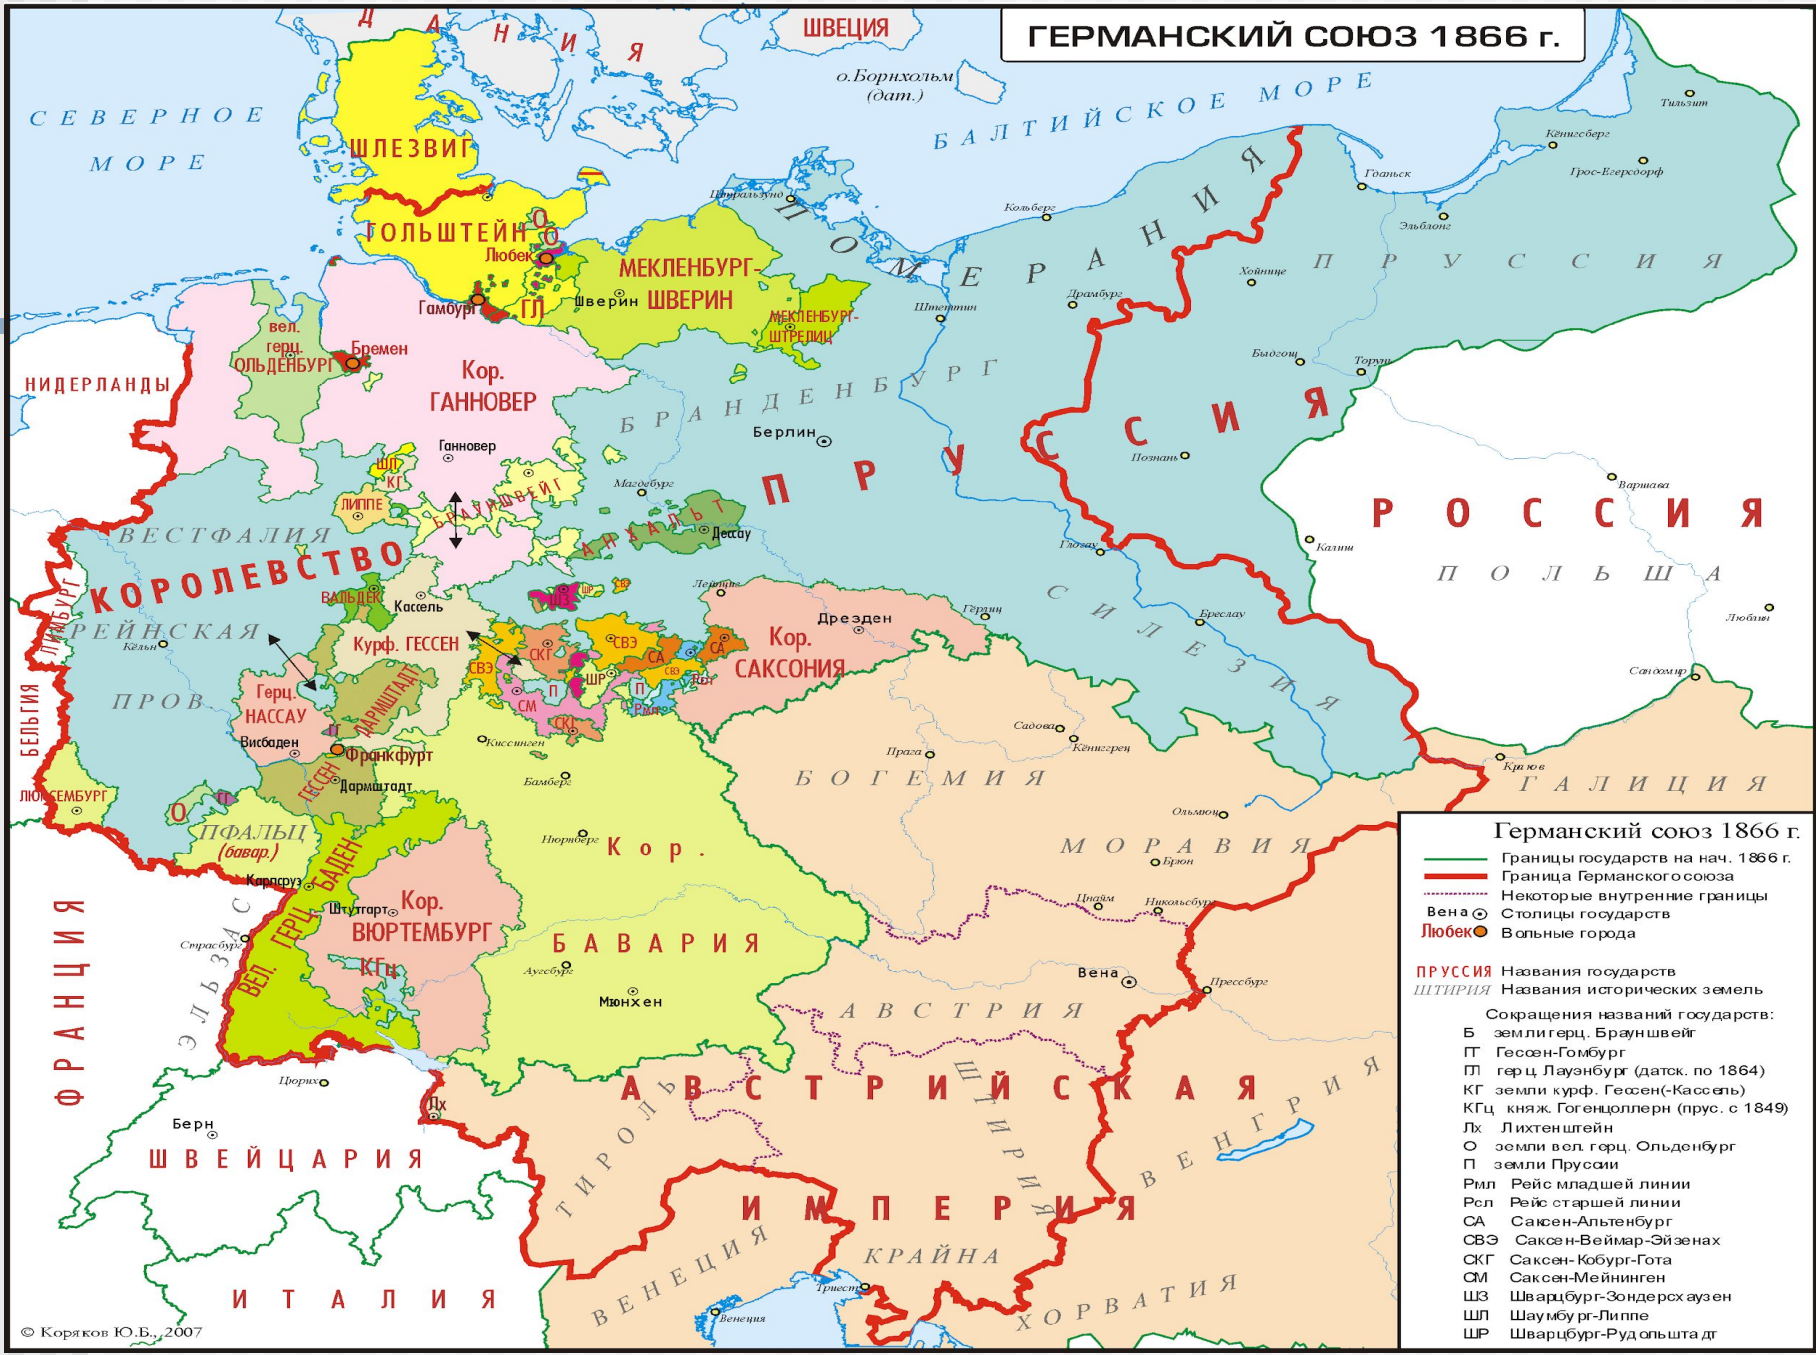 ГЕРМАНСКИЙ СОЮЗ 1866 г.
ДАНИЯ
ШВЕЦИЯ
о.Борнхольм
(дат.)
СЕВЕРНОЕ
МОРЕ
БАЛТИЙСКОЕ МОРЕ
Тильзит
Кёнигсберг
Грос-Егерсдорф
ШЛЕЗВИГ
Гданьск
Штральзунд
Кольберг
Эльблонг
ПОМЕРАНИЯ
ПРУССИЯ
ГОЛЬШТЕЙН
О
О
Любек
МЕКЛЕНБУРГ-
ШВЕРИН
Шверин
Хойнице
Драмбург
Гамбург
ГЛ
МЕКЛЕНБУРГ-
ШТРЕЛИЦ
Штеттин
вел.
герц.
ОЛЬДЕНБУРГ
Бремен
НИДЕРЛАНДЫ
Кор.
ГАННОВЕР
Быдгощ
Торунь
БРАНДЕНБУРГ
Берлин
Ганновер
ПРУССИЯ
Познань
ШЛ
КГ
ЛИППЕ
БРАУНШВЕЙГ
Магдебург
Варшава
РОССИЯ
ВЕСТФАЛИЯ
АНХАЛЬТ
Дессау
Глогау
Калиш
ПОЛЬША
КОРОЛЕВСТВО
ЛИМБУРГ
ВАЛЬДЕК
Кассель
ШЗ
ШР
СВЭ
Лейпциг
СИЛЕЗИЯ
Люблин
РЕЙНСКАЯ
Кёльн
Курф. ГЕССЕН
СВЭ
СКГ
СВЭ
СА
СА
СВЭ
Дрезден
Гёрлиц
Бреслау
Кор.
САКСОНИЯ
Сандомир
ПРОВ
БЕЛЬГИЯ
Герц.
НАССАУ
ДАРМШТАДТ
СМ
П
ШР
П
Рсл
Рмл
СКГ
Висбаден
ГГ
Франкфурт
Киссинген
Садова
Кёниггрец
Прага
Краков
ЛЮКСЕМБУРГ
ГЕССЕН
Дармштадт
Бамберг
БОГЕМИЯ
ГАЛИЦИЯ
О
ГГ
Ольмюц
ПФАЛЬЦ
(бавар.)
Нюрнберг
Кор.
МОРАВИЯ
Брюн
Карлсруэ
ВЕЛ. ГЕРЦ. БАДЕН
Штутгарт
Кор.
ВЮРТЕМБУРГ
Цнайм
Никольсбург
ФРАНЦИЯ
Страсбург
ЭЛЬЗАС
БАВАРИЯ
КГц
Аугсбург
Мюнхен
Вена
Прессбург
АВСТРИЯ
Цюрих
АВСТРИЙСКАЯ
Лх
Берн
ШВЕЙЦАРИЯ
ТИРОЛЬ
ШТИРИЯ
ВЕНГРИЯ
ИМПЕРИЯ
ВЕНЕЦИЯ
КРАЙНА
Триест
ХОРВАТИЯ
ИТАЛИЯ
Венеция
© Коряков Ю.Б., 2007
Германский союз 1866 г.
Границы государств на нач. 1866 г.
Граница Германского союза
Некоторые внутренние границы
Вена Столицы государств
Любек Вольные города
ПРУССИЯ Названия государств
ШТИРИЯ Названия исторических земель
Сокращения названий государств:
Б земли герц. Брауншвейг
ГГ Гессен-Гомбург
ГЛ герц. Лауэнбург (датск. по 1864)
КГ земли курф. Гессен(-Кассель)
КГц княж. Гогенцоллерн (прус. с 1849)
Лх Лихтенштейн
О земли вел. герц. Ольденбург
П земли Пруссии
Рмл Рейс младшей линии
Рсл Рейс старшей линии
СА Саксен-Альтенбург
СВЭ Саксен-Веймар-Эйзенах
СКГ Саксен-Кобург-Гота
СМ Саксен-Мейнинген
ШЗ Шварцбург-Зондерсхаузен
ШЛ Шаумбург-Липпе
ШР Шварцбург-Рудольштадт